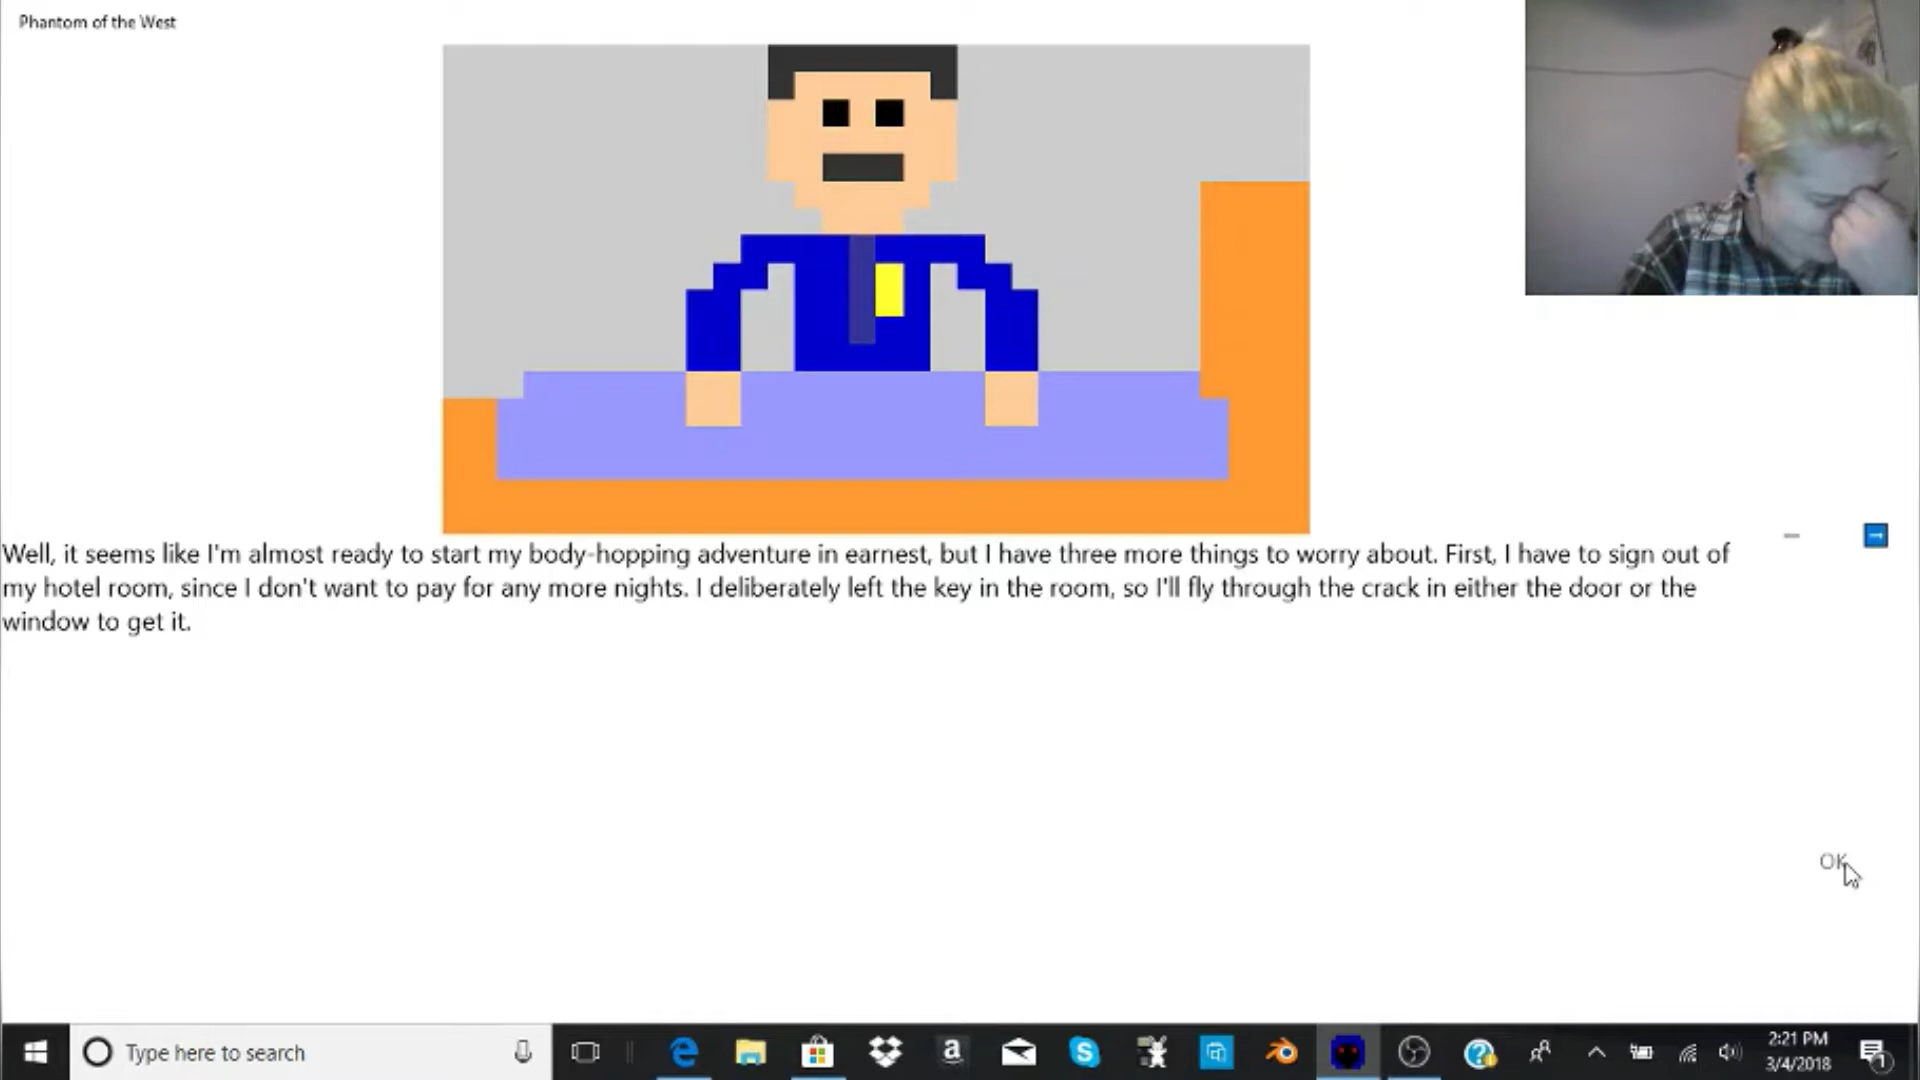 Phantom of the West
Well, it seems like I'm almost ready to start my body-hopping adventure in earnest, but I have three more things to worry about. First, I have to sign out of
my hotel room, since I don't want to pay for any more nights. I deliberately left the key in the room, so I'll fly through the crack in either the door or the
window to get it.
OK
Type here to search
2:21 PM
3/4/2018
1